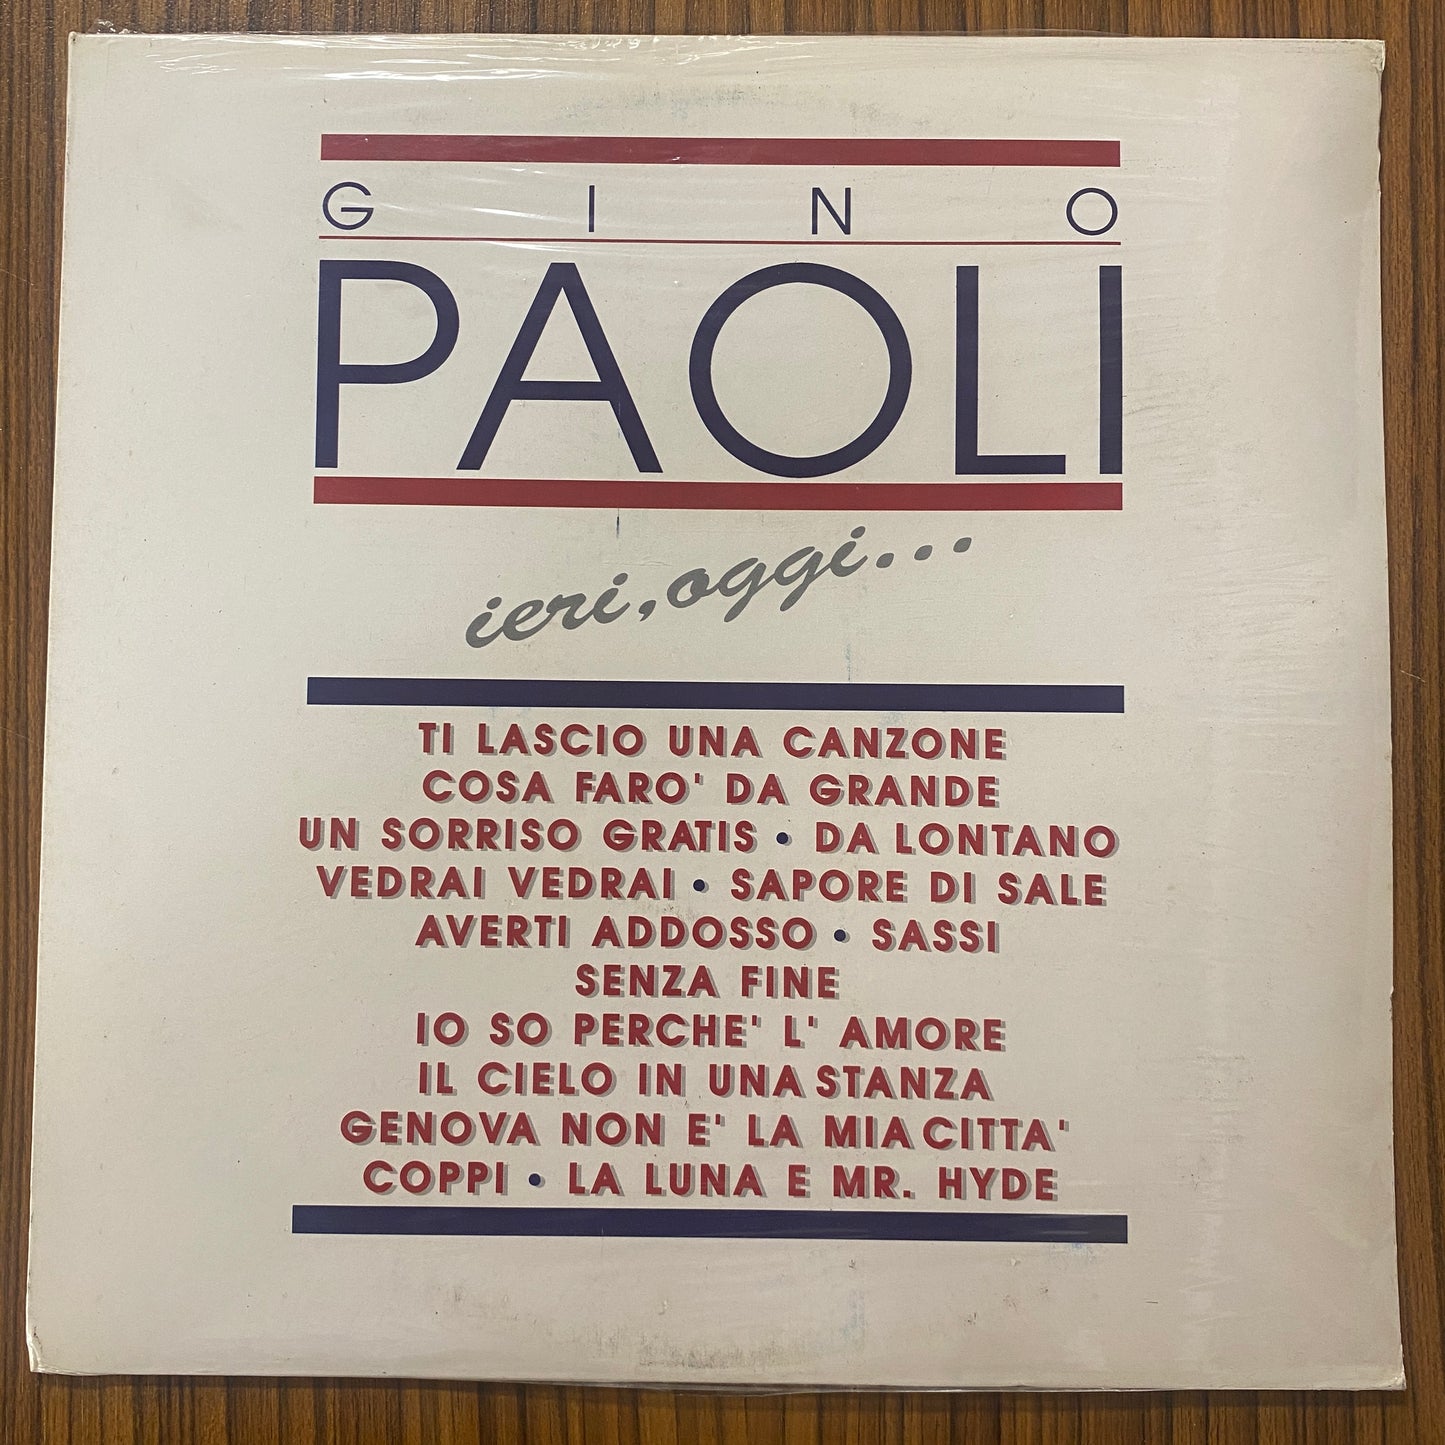 GINO
PAOLI
ieri, oggi...
TI LASCIO UNA CANZONE
COSA FARO' DA GRANDE
UN SORRISO GRATIS • DA LONTANO
VEDRAI VEDRAI • SAPORE DI SALE
AVERTI ADDOSSO • SASSI
SENZA FINE
IO SO PERCHE' L' AMORE
IL CIELO IN UNA STANZA
GENOVA NON E' LA MIA CITTA'
COPPI • LA LUNA E MR. HYDE